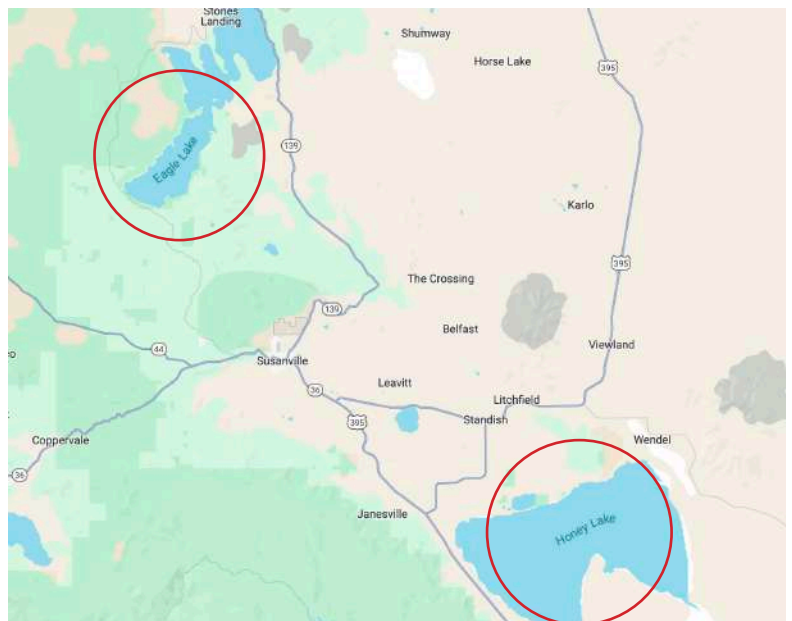 Stones
Landing
Shumway
Horse Lake
395
139
Eagle Lake
Karlo
395
The Crossing
139
Belfast
Viewland
44
Susanville
36
Leavitt
Litchfield
395
Standish
Wendel
Coppervale
36
Janesville
Honey Lake